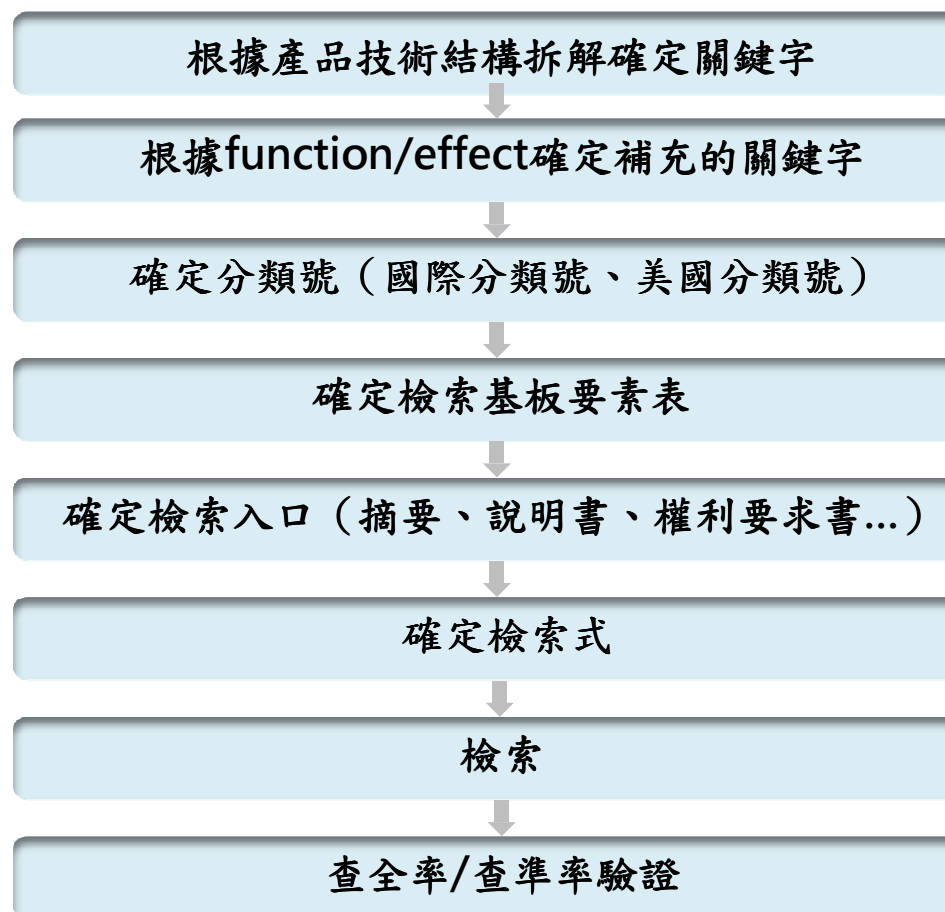 根據產品技術結構拆解確定關鍵字
根據function/effect確定補充的關鍵字
確定分類號（國際分類號、美國分類號）
確定檢索基板要素表
確定檢索入口（摘要、說明書、權利要求書...）
確定檢索式
檢索
查全率/查準率驗證